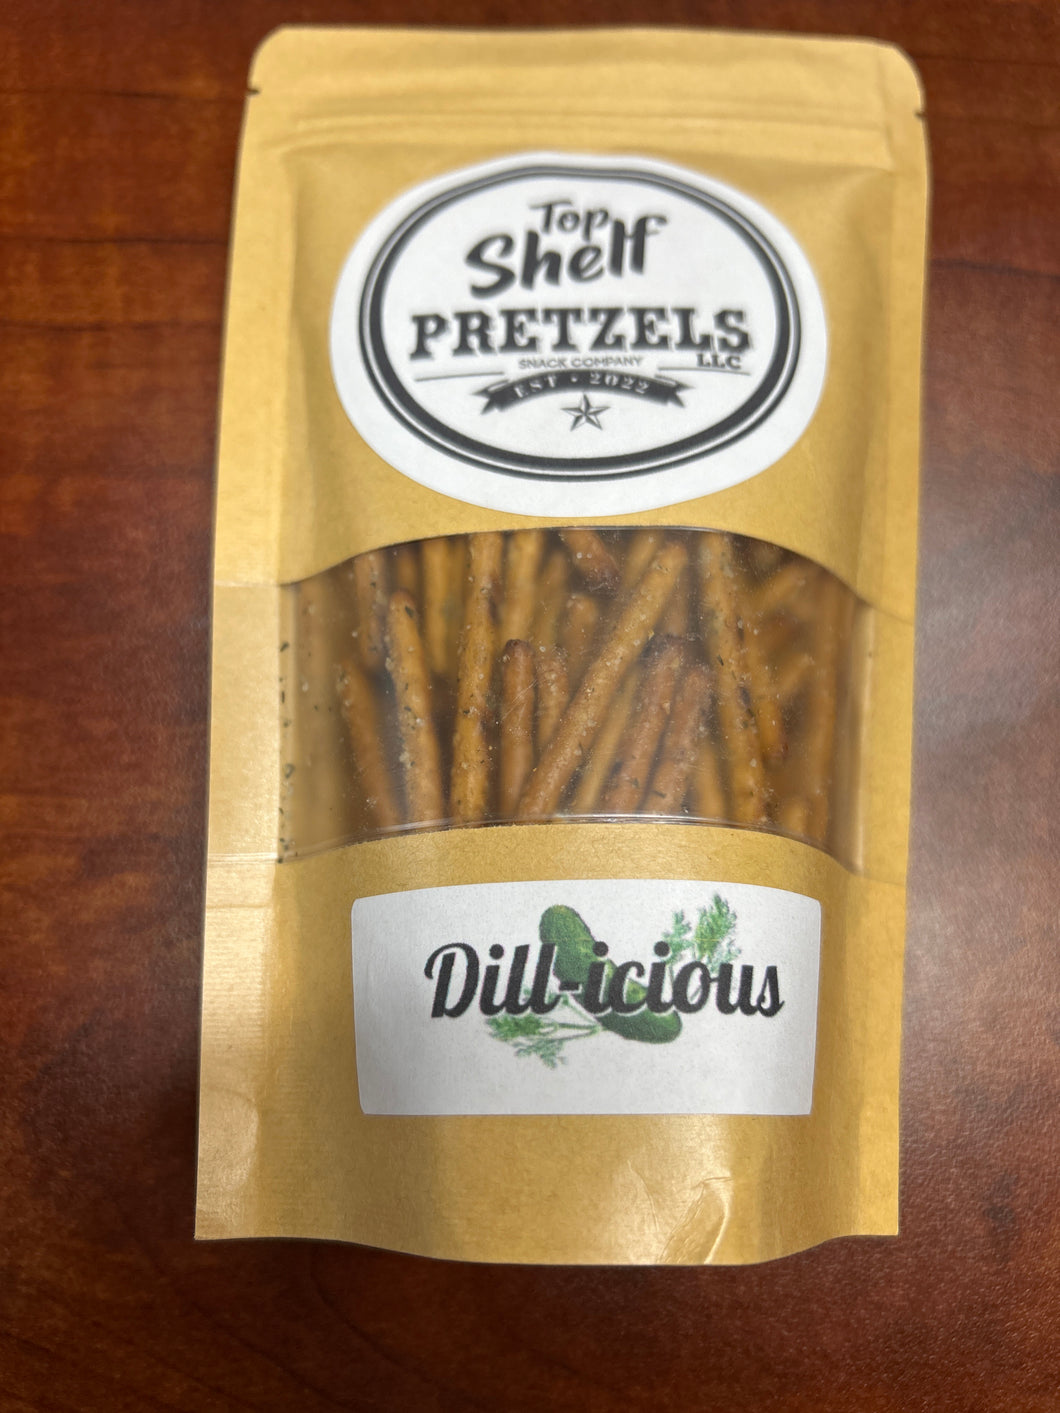 Top
Shelf
PRETZELS
LLC
SNACK COMPANY
EST • 2022
Dill-icious